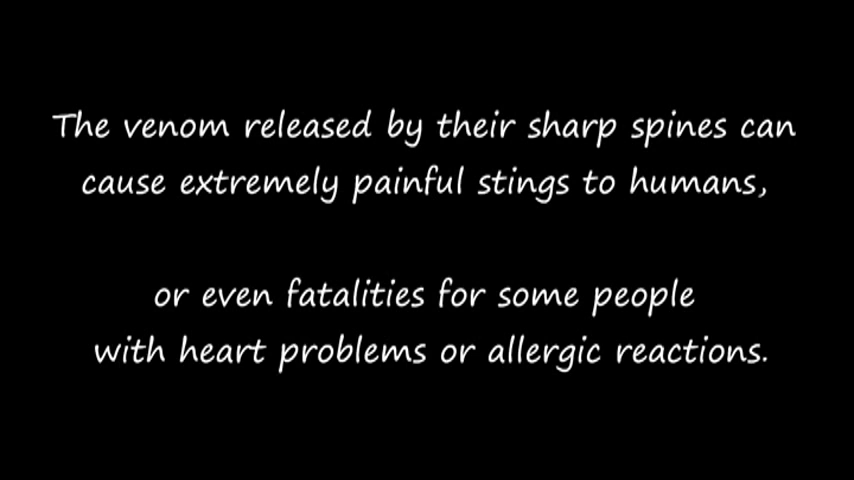 The venom released by their sharp spines can
cause extremely painful stings to humans,
or even fatalities for some people
with heart problems or allergic reactions.